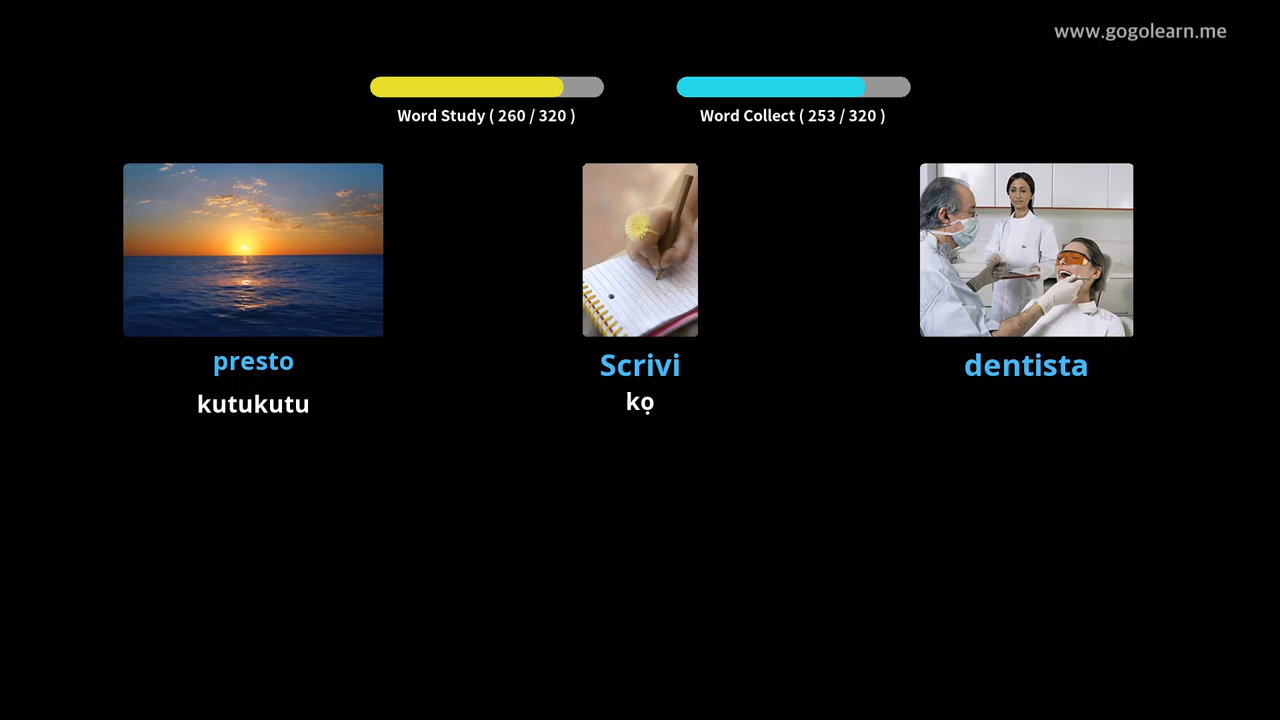 www.gogolearn.me
Word Study ( 260 / 320 )
Word Collect ( 253 / 320 )
presto
Scrivi
dentista
kutukutu
kọ